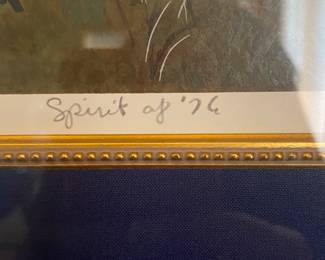 Spirit of '76